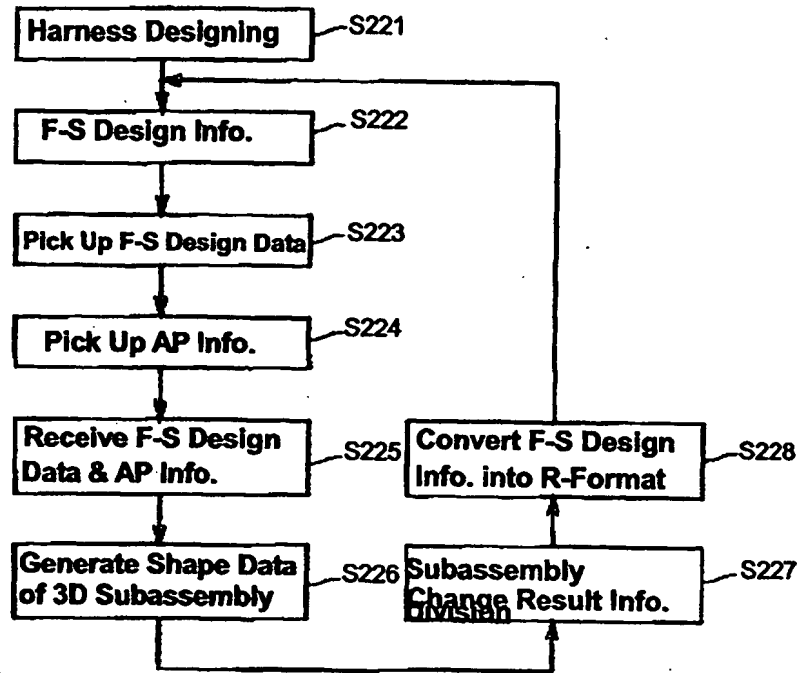 Harness Designing
S221
F-S Design Info.
S222
Pick Up F-S Design Data
S223
Pick Up AP Info.
S224
Receive F-S Design
Data & AP Info.
S225
Generate Shape Data
of 3D Subassembly
S226
Convert F-S Design
Info. into R-Format
S228
Subassembly
Change Result Info.
Division
S227